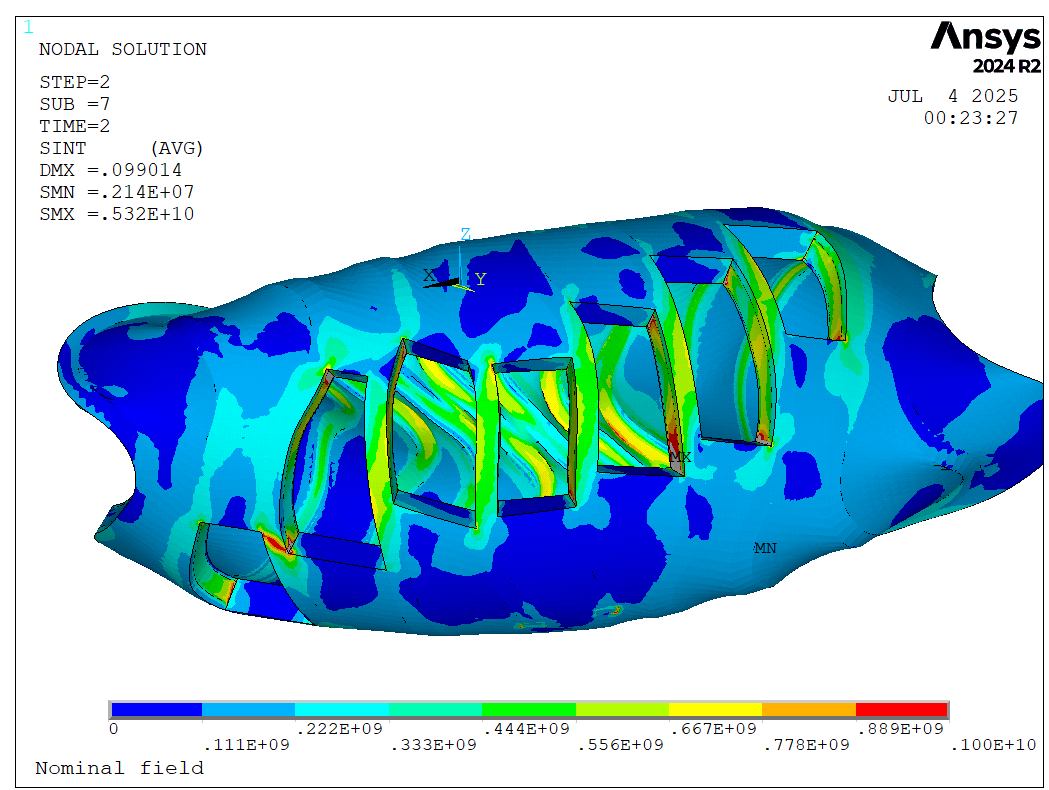 1
NODAL SOLUTION
STEP=2
SUB =7
TIME=2
SINT (AVG)
DMX =.099014
SMN =.214E+07
SMX =.532E+10
Ansys
2024 R2
JUL 4 2025
00:23:27
Z
X
Y
MX
MN
0
.111E+09
.222E+09
.333E+09
.444E+09
.556E+09
.667E+09
.778E+09
.889E+09
.100E+10
Nominal field